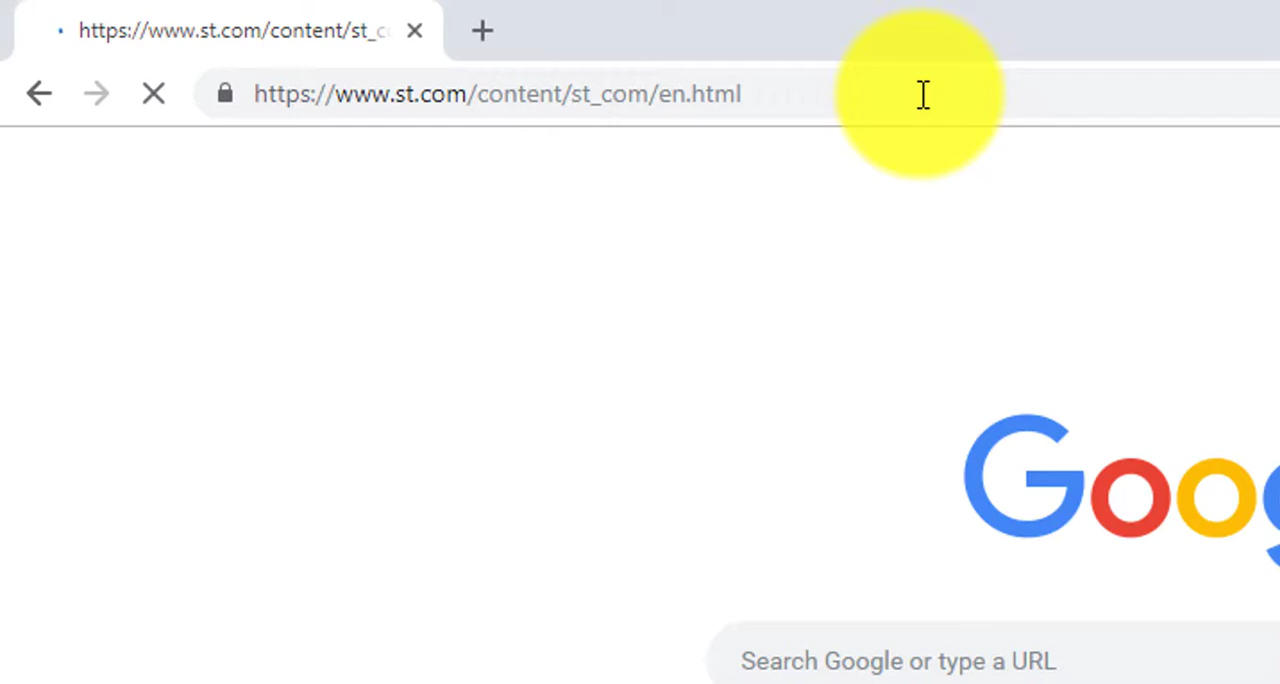 https://www.st.com/content/st_c
https://www.st.com/content/st_com/en.html
Goo
Search Google or type a URL